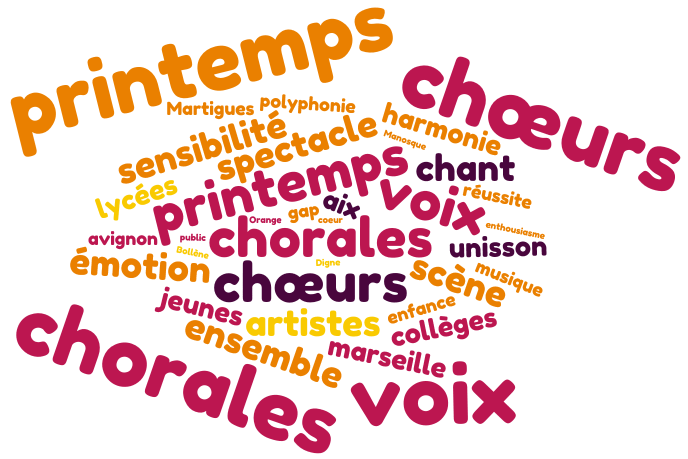 printemps
chœurs
Martigues
polyphonie
harmonie
Manosque
sensibilité
spectacle
chant
lycées
printemps
voix
réussite
aix
gap
coeur
Orange
enthousiasme
avignon
public
chorales
unisson
Bollène
émotion
Digne
chœurs
scène
musique
jeunes
artistes
enfance
collèges
ensemble
marseille
chorales
voix